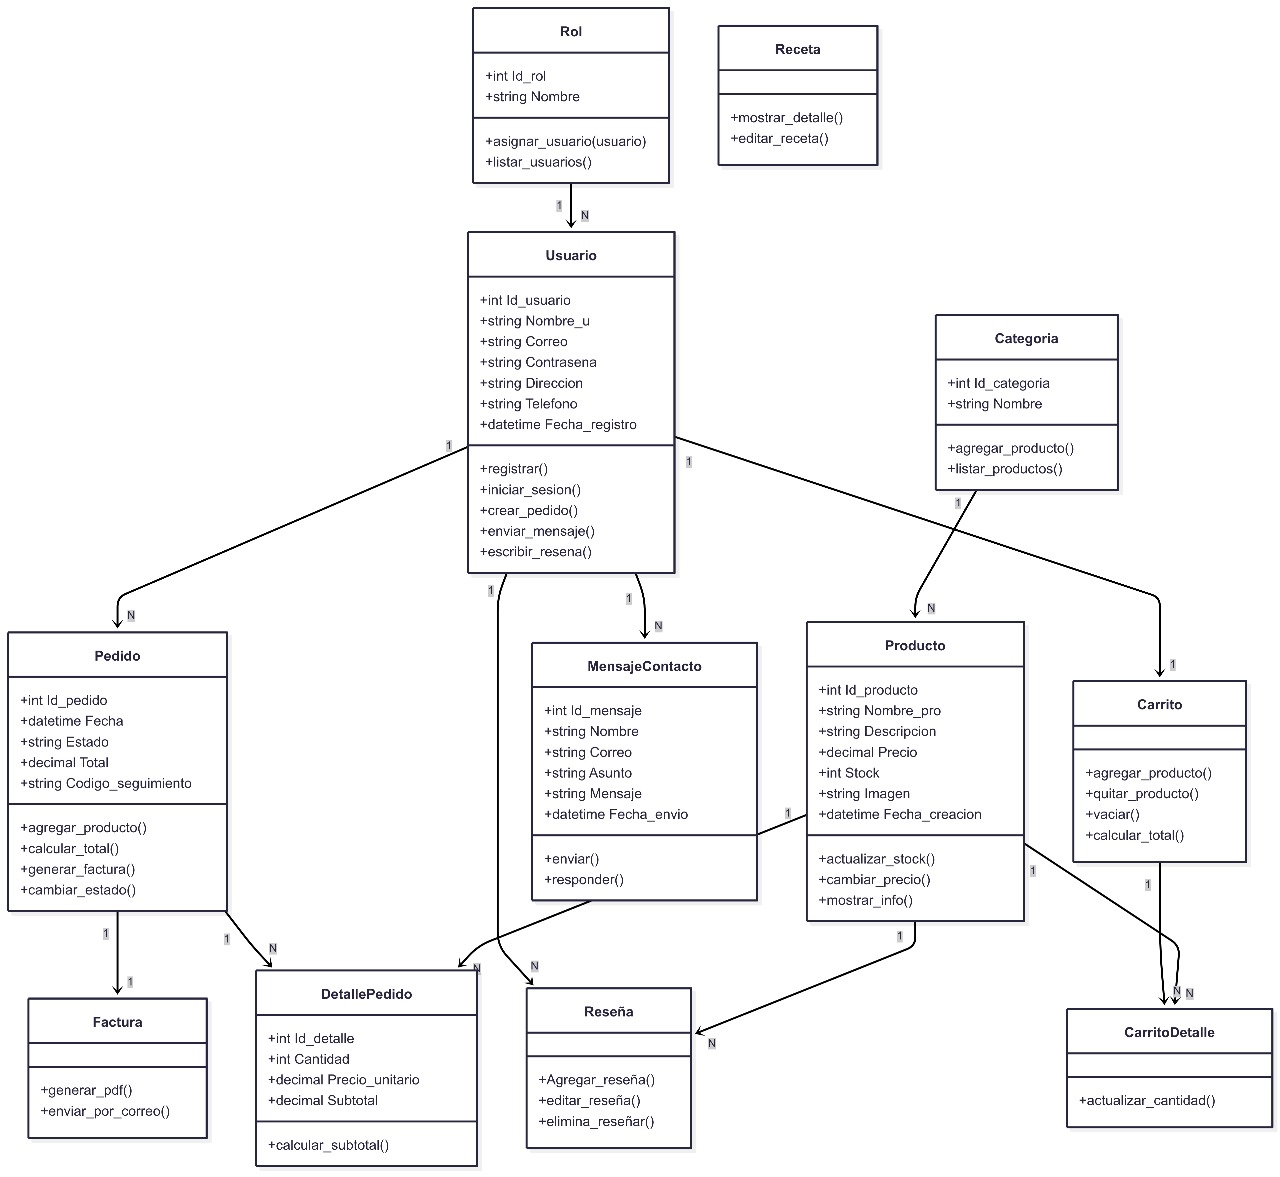 Rol
+int Id_rol
+string Nombre
+asignar_usuario(usuario)
+listar_usuarios()
Receta
+mostrar_detalle()
+editar_receta()
1
N
Usuario
+int Id_usuario
+string Nombre_u
+string Correo
+string Contrasena
+string Direccion
+string Telefono
+datetime Fecha_registro
+registrar()
+iniciar_sesion()
+crear_pedido()
+enviar_mensaje()
+escribir_resena()
Categoria
+int Id_categoria
+string Nombre
+agregar_producto()
+listar_productos()
1
1
1
1
1
N
N
N
1
Pedido
+int Id_pedido
+datetime Fecha
+string Estado
+decimal Total
+string Codigo_seguimiento
+agregar_producto()
+calcular_total()
+generar_factura()
+cambiar_estado()
MensajeContacto
+int Id_mensaje
+string Nombre
+string Correo
+string Asunto
+string Mensaje
+datetime Fecha_envio
+enviar()
+responder()
Producto
+int Id_producto
+string Nombre_pro
+string Descripcion
+decimal Precio
+int Stock
+string Imagen
+datetime Fecha_creacion
+actualizar_stock()
+cambiar_precio()
+mostrar_info()
Carrito
+agregar_producto()
+quitar_producto()
+vaciar()
+calcular_total()
1
1
1
1
1
1
N
N
N
1
N
N
N
Factura
+generar_pdf()
+enviar_por_correo()
DetallePedido
+int Id_detalle
+int Cantidad
+decimal Precio_unitario
+decimal Subtotal
+calcular_subtotal()
Reseña
+Agregar_reseña()
+editar_reseña()
+elimina_reseñar()
N
CarritoDetalle
+actualizar_cantidad()